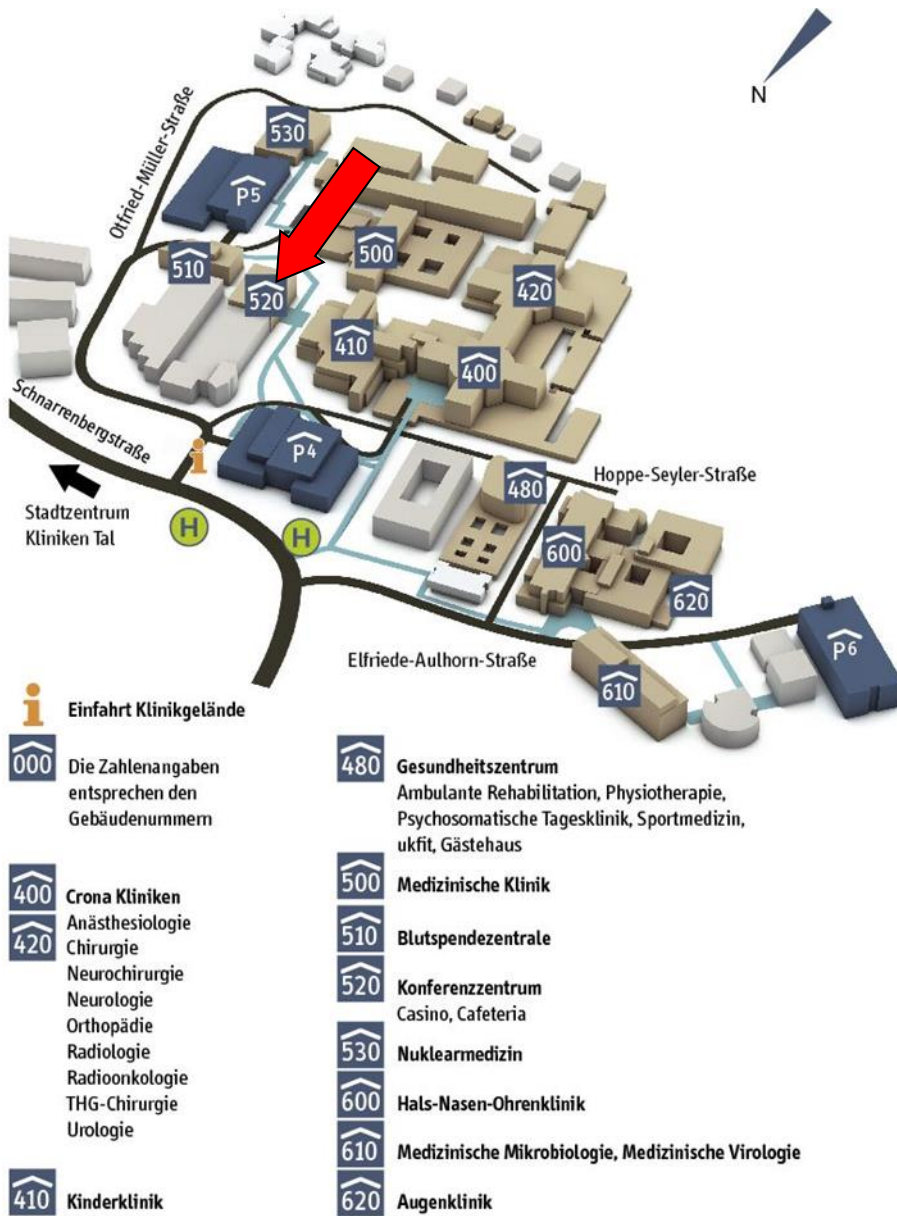 N
Otfried-Müller-Straße
530
P5
510
500
520
420
410
400
Schnarrenbergstraße
i
P4
480
Hoppe-Seyler-Straße
Stadtzentrum
Kliniken Tal
H
H
600
620
P6
Elfriede-Aulhorn-Straße
610
i Einfahrt Klinikgelände
000 Die Zahlenangaben
entsprechen den
Gebäudenummern
400 Crona Kliniken
420 Anästhesiologie
Chirurgie
Neurochirurgie
Neurologie
Orthopädie
Radiologie
Radioonkologie
THG-Chirurgie
Urologie
410 Kinderklinik
480 Gesundheitszentrum
Ambulante Rehabilitation, Physiotherapie,
Psychosomatische Tagesklinik, Sportmedizin,
ukfit, Gästehaus
500 Medizinische Klinik
510 Blutspendezentrale
520 Konferenzzentrum
Casino, Cafeteria
530 Nuklearmedizin
600 Hals-Nasen-Ohrenklinik
610 Medizinische Mikrobiologie, Medizinische Virologie
620 Augenklinik